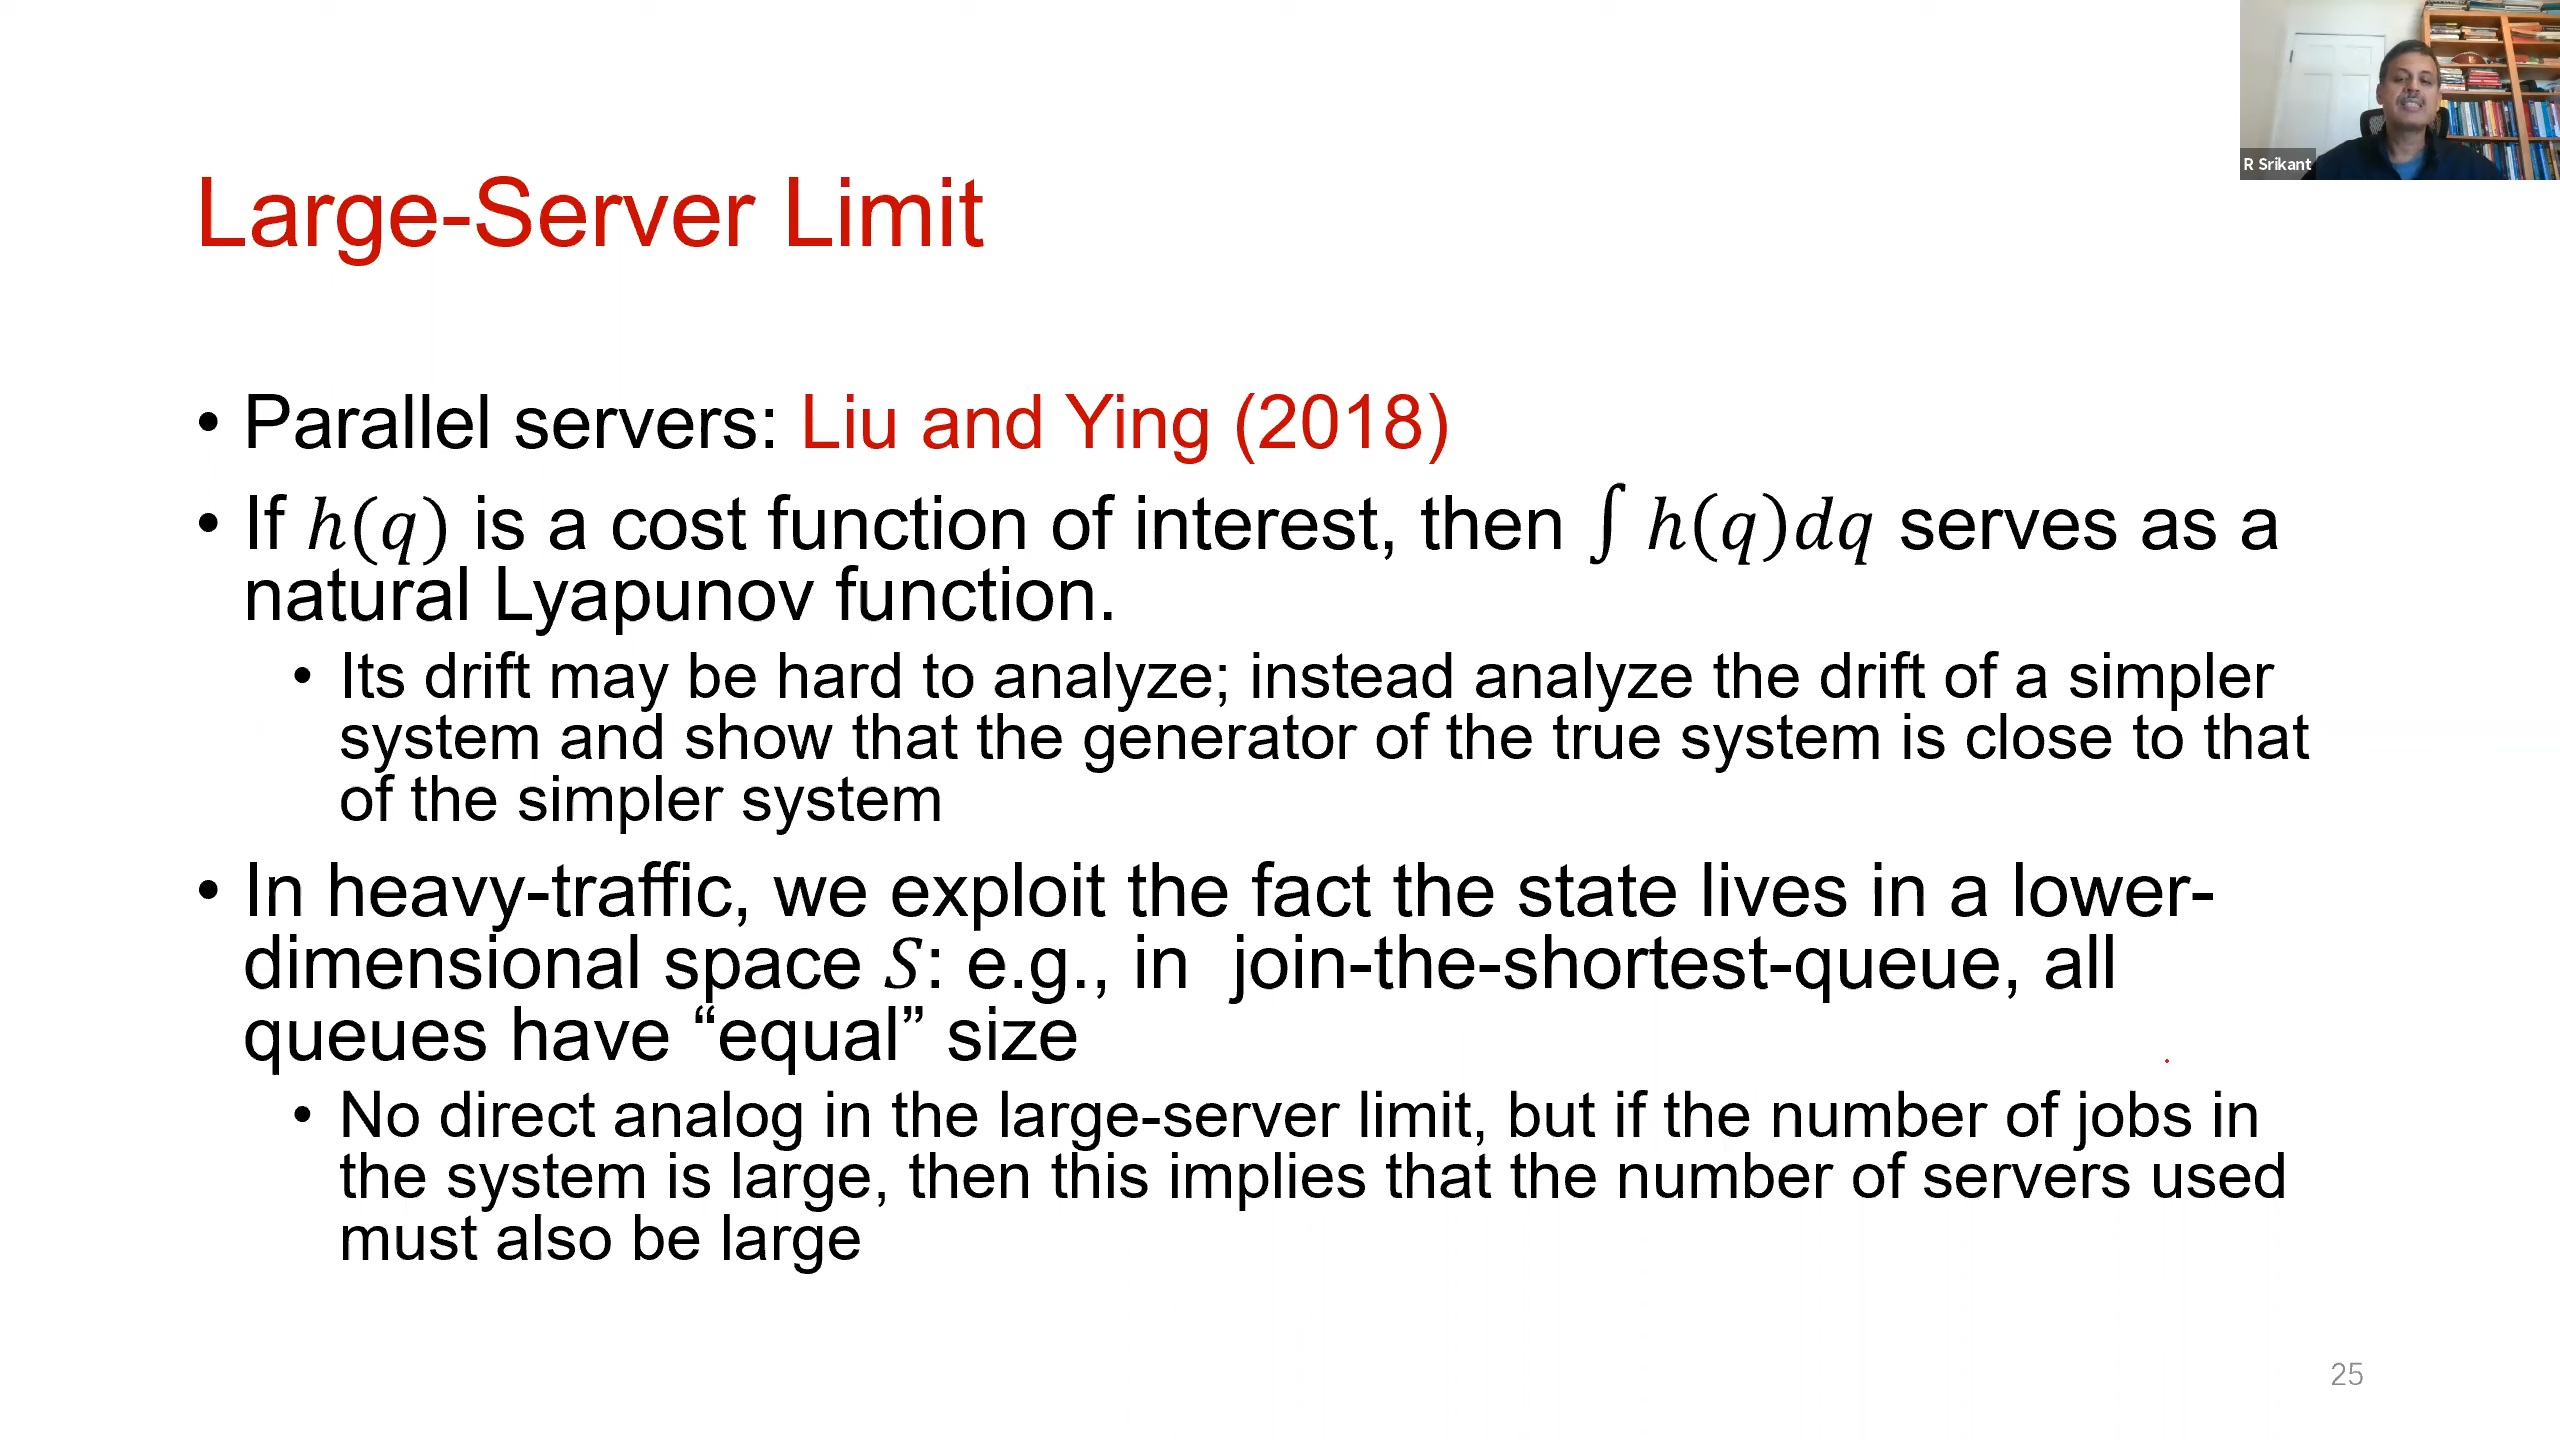 R Srikant
Large-Server Limit
• Parallel servers: Liu and Ying (2018)
• If h(q) is a cost function of interest, then ∫ h(q)dq serves as a
natural Lyapunov function.
• Its drift may be hard to analyze; instead analyze the drift of a simpler
system and show that the generator of the true system is close to that
of the simpler system
• In heavy-traffic, we exploit the fact the state lives in a lower-
dimensional space S: e.g., in join-the-shortest-queue, all
queues have “equal” size
• No direct analog in the large-server limit, but if the number of jobs in
the system is large, then this implies that the number of servers used
must also be large
25